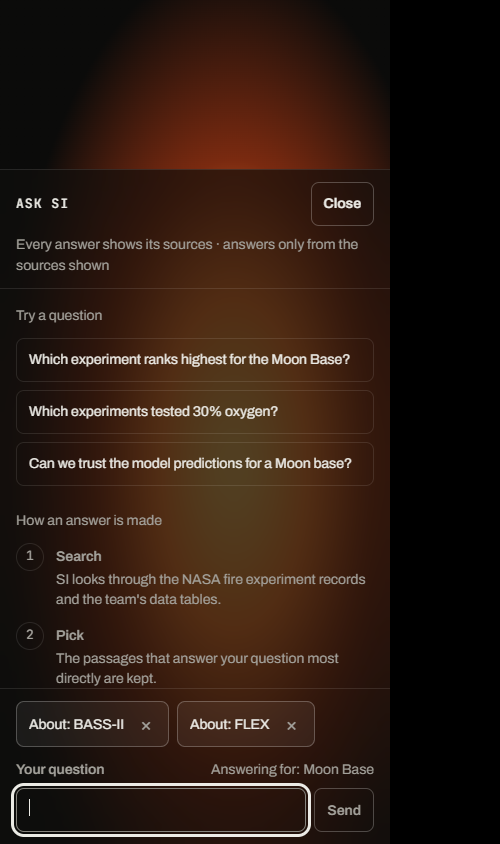 ASK SI
Close
Every answer shows its sources · answers only from the
sources shown
Try a question
Which experiment ranks highest for the Moon Base?
Which experiments tested 30% oxygen?
Can we trust the model predictions for a Moon base?
How an answer is made
1
Search
SI looks through the NASA fire experiment records
and the team's data tables.
2
Pick
The passages that answer your question most
directly are kept.
About: BASS-II ×
About: FLEX ×
Your question
Answering for: Moon Base
Send